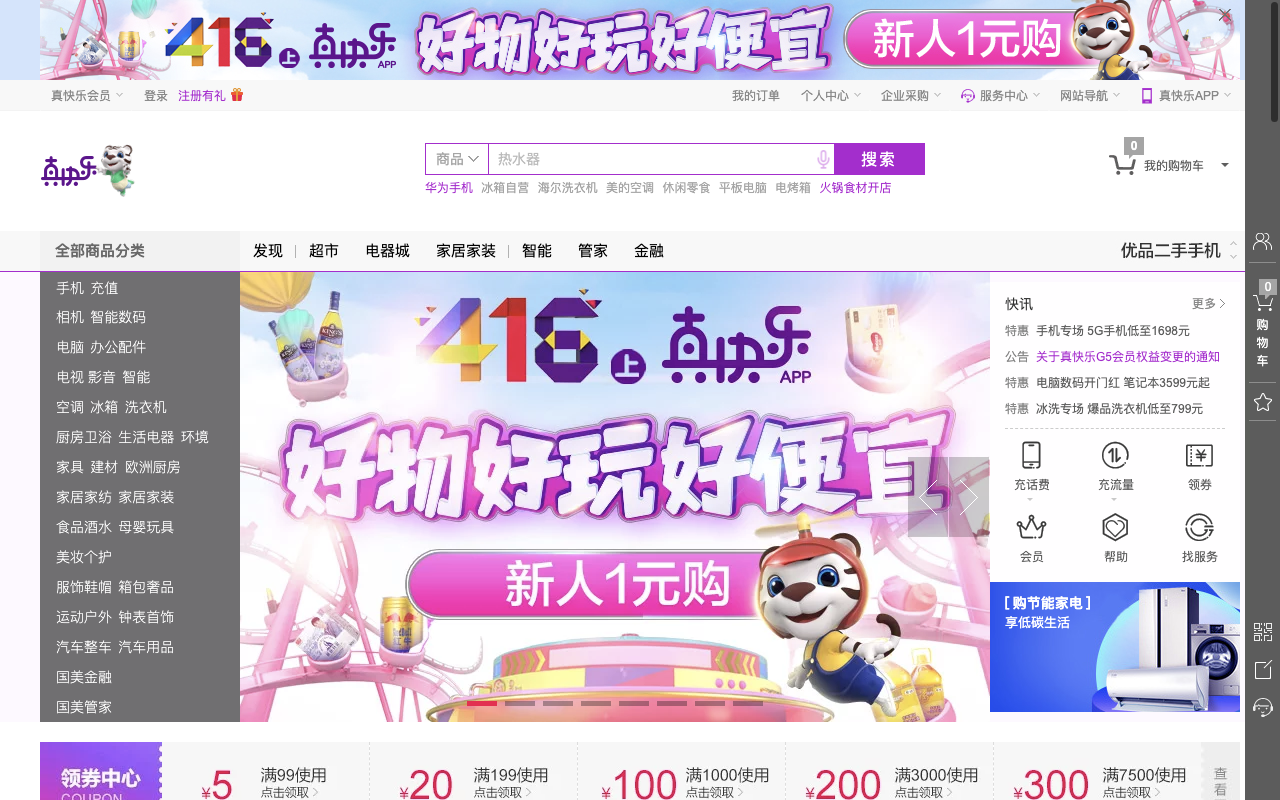 416上真快乐APP 好物好玩好便宜 新人1元购
真快乐会员 登录 注册有礼 我的订单 个人中心 企业采购 服务中心 网站导航 真快乐APP
真快乐
商品 热水器 搜索
0 我的购物车
华为手机 冰箱自营 海尔洗衣机 美的空调 休闲零食 平板电脑 电烤箱 火锅食材开店
全部商品分类 发现 超市 电器城 家居家装 智能 管家 金融 优品二手手机
手机 充值
相机 智能数码
电脑 办公配件
电视 影音 智能
空调 冰箱 洗衣机
厨房卫浴 生活电器 环境
家具 建材 欧洲厨房
家居家纺 家居家装
食品酒水 母婴玩具
美妆个护
服饰鞋帽 箱包奢品
运动户外 钟表首饰
汽车整车 汽车用品
国美金融
国美管家
416上真快乐APP
好物好玩好便宜
新人1元购
RedBull
红牛
快讯 更多
特惠 手机专场 5G手机低至1698元
公告 关于真快乐G5会员权益变更的通知
特惠 电脑数码开门红 笔记本3599元起
特惠 冰洗专场 爆品洗衣机低至799元
充话费 充流量 领券
会员 帮助 找服务
[ 购节能家电 ]
享低碳生活
0
购物车
领券中心
COUPON
¥5 满99使用 点击领取
¥20 满199使用 点击领取
¥100 满1000使用 点击领取
¥200 满3000使用 点击领取
¥300 满7500使用 点击领取
查看